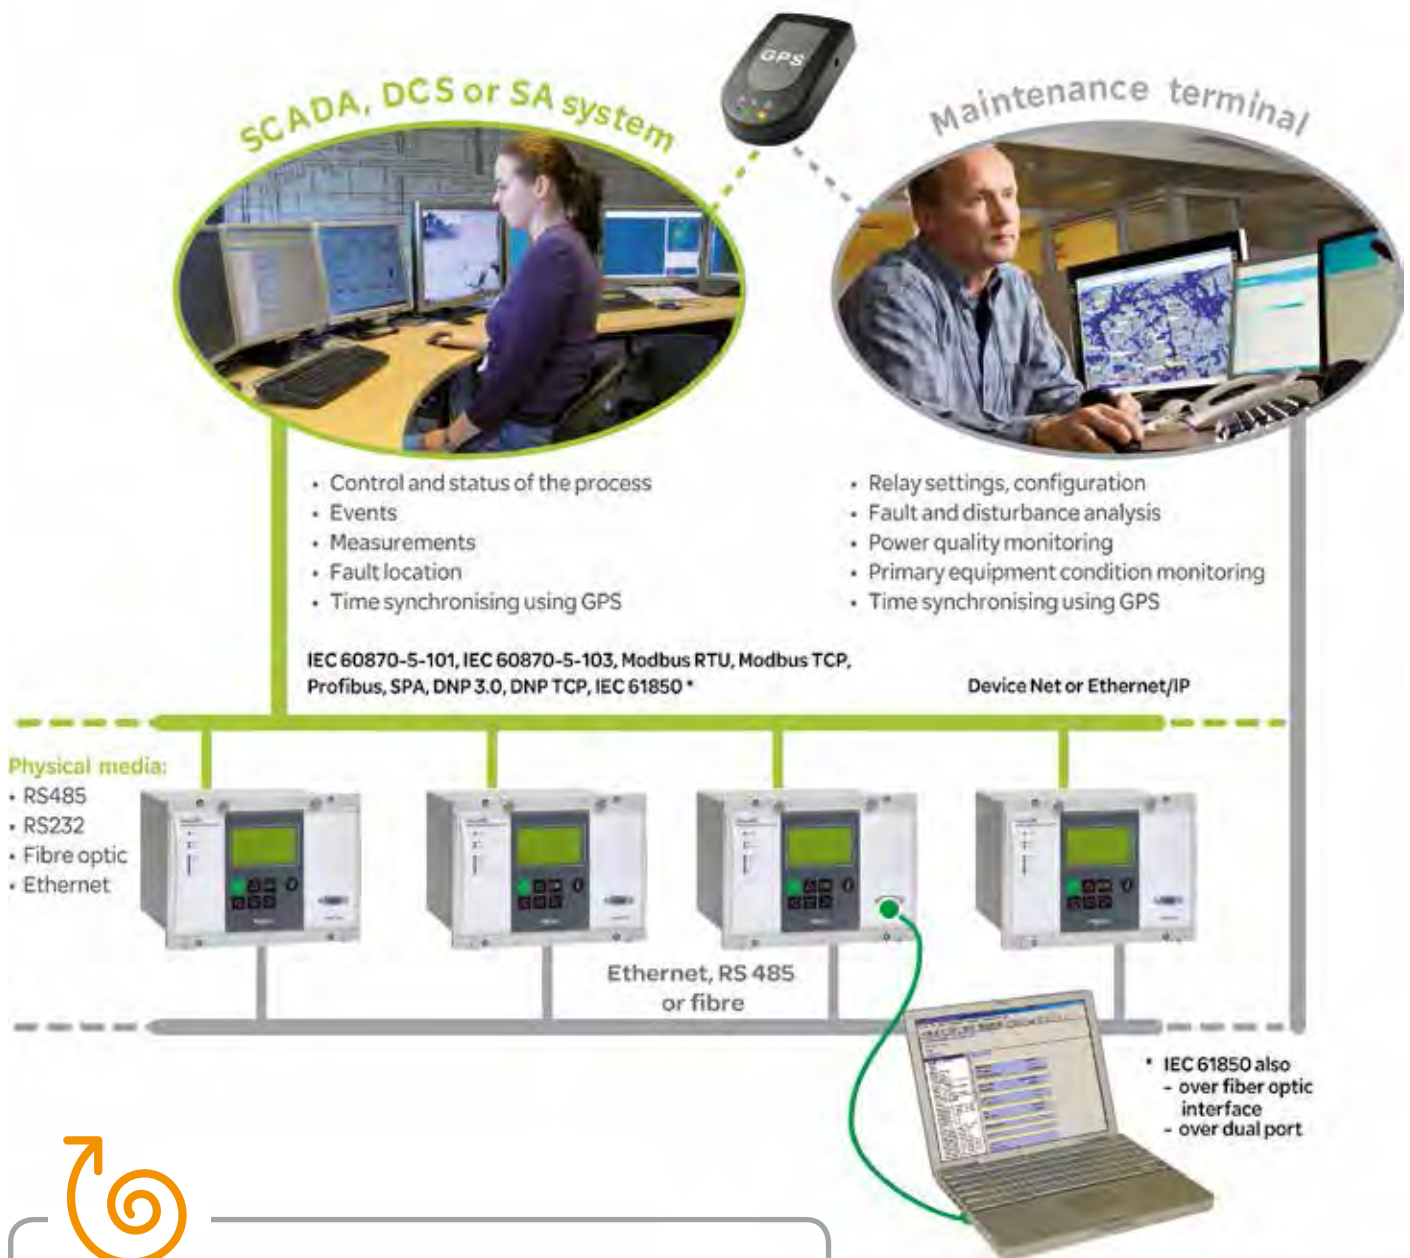 GPS
SCADA, DCS or SA system
Maintenance terminal
• Control and status of the process
• Events
• Measurements
• Fault location
• Time synchronising using GPS
• Relay settings, configuration
• Fault and disturbance analysis
• Power quality monitoring
• Primary equipment condition monitoring
• Time synchronising using GPS
IEC 60870-5-101, IEC 60870-5-103, Modbus RTU, Modbus TCP,
Profibus, SPA, DNP 3.0, DNP TCP, IEC 61850 *
Device Net or Ethernet/IP
Physical media:
• RS485
• RS232
• Fibre optic
• Ethernet
Ethernet, RS 485
or fibre
* IEC 61850 also
- over fiber optic
interface
- over dual port